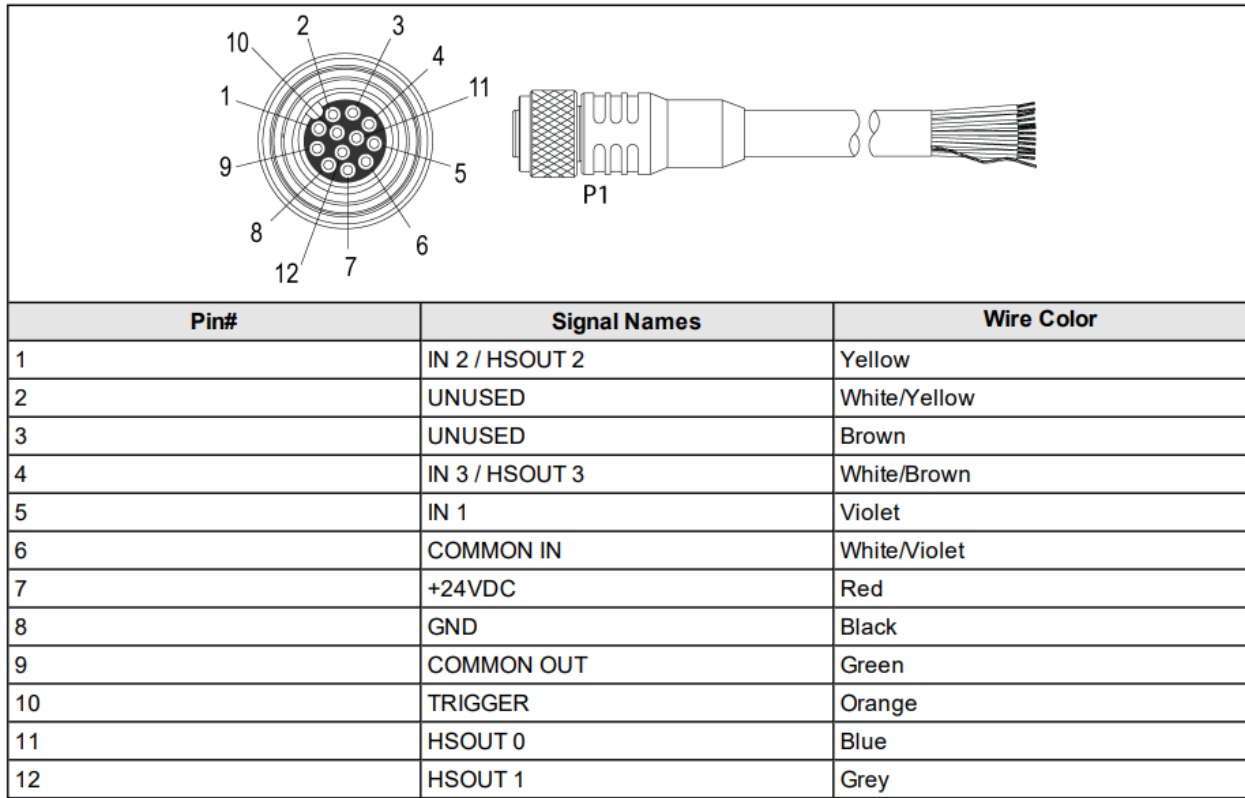 2
3
10
4
11
1
9
5
P1
8
6
12
7
Pin# Signal Names Wire Color
1 IN 2 / HSOUT 2 Yellow
2 UNUSED White/Yellow
3 UNUSED Brown
4 IN 3 / HSOUT 3 White/Brown
5 IN 1 Violet
6 COMMON IN White/Violet
7 +24VDC Red
8 GND Black
9 COMMON OUT Green
10 TRIGGER Orange
11 HSOUT 0 Blue
12 HSOUT 1 Grey